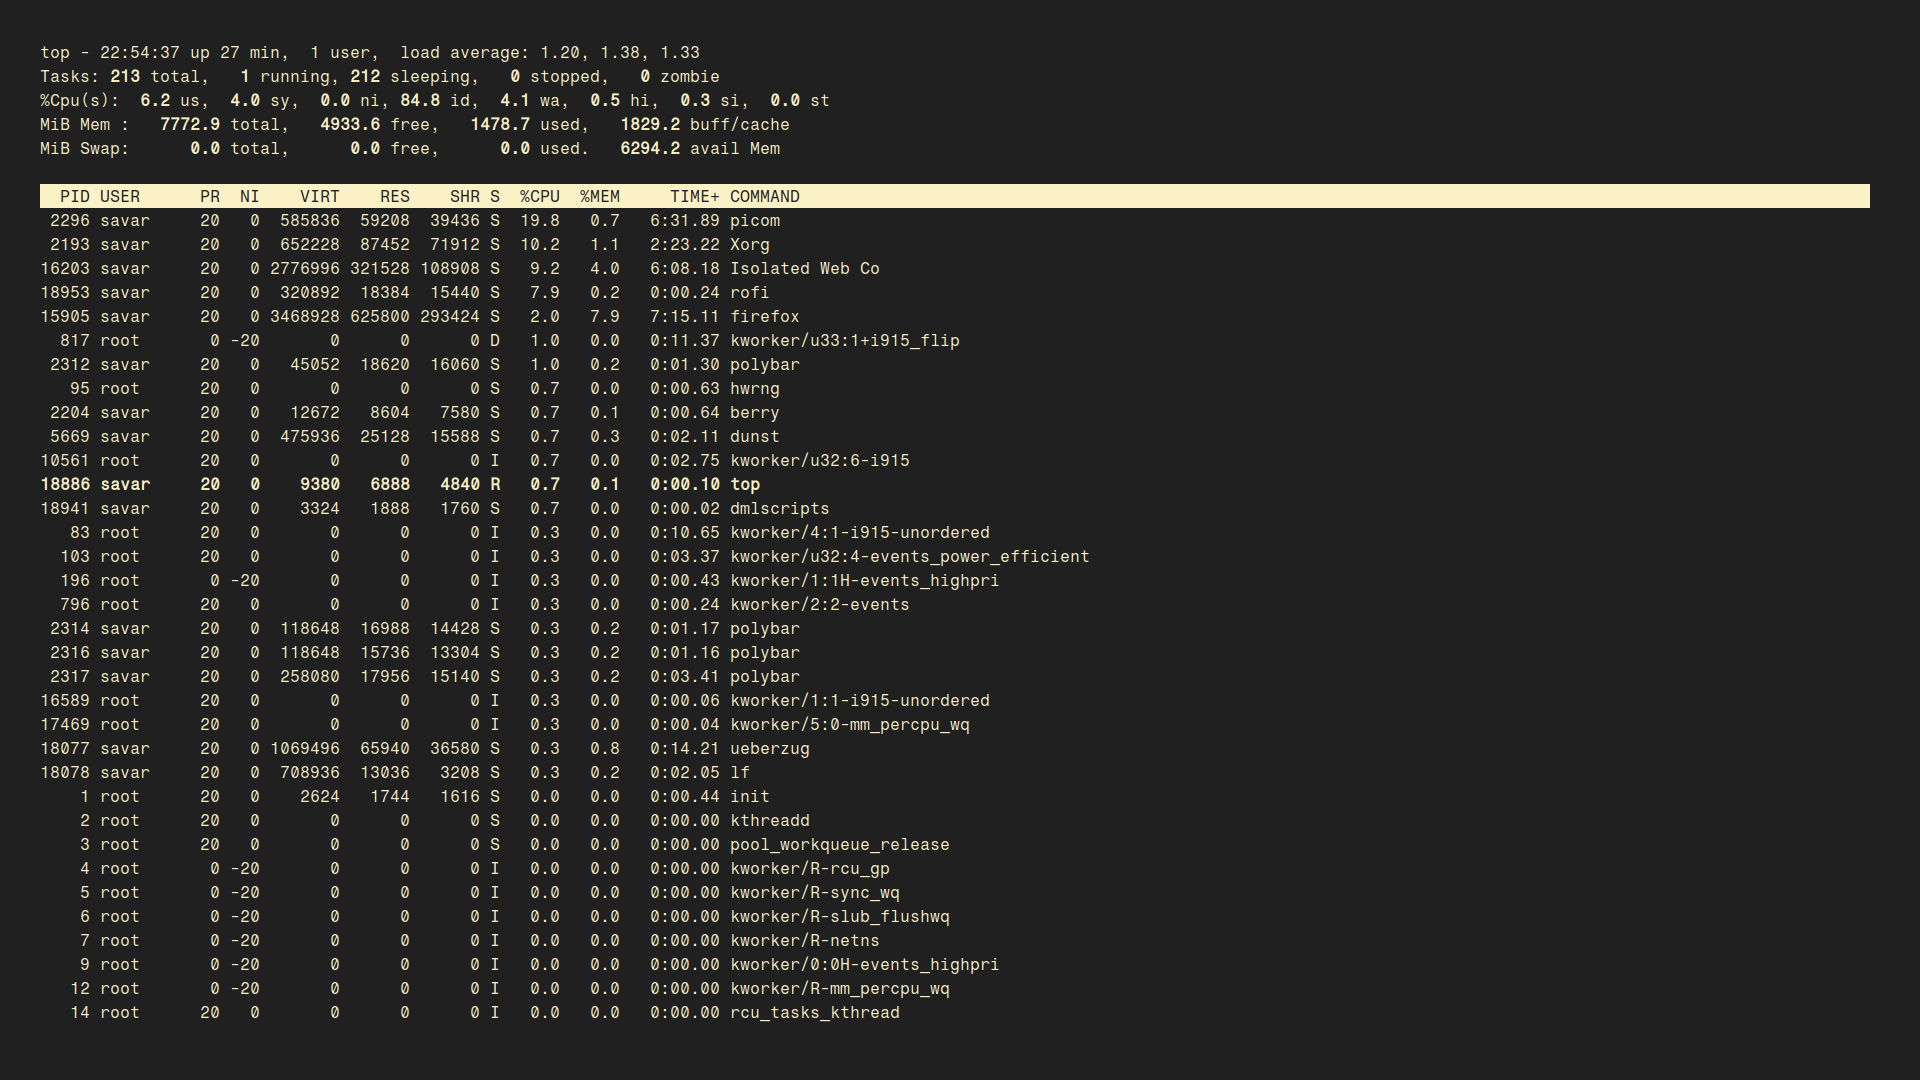 top - 22:54:37 up 27 min,  1 user,  load average: 1.20, 1.38, 1.33
Tasks: 213 total,   1 running, 212 sleeping,   0 stopped,   0 zombie
%Cpu(s):  6.2 us,  4.0 sy,  0.0 ni, 84.8 id,  4.1 wa,  0.5 hi,  0.3 si,  0.0 st
MiB Mem :   7772.9 total,   4933.6 free,   1478.7 used,   1829.2 buff/cache
MiB Swap:      0.0 total,      0.0 free,      0.0 used.   6294.2 avail Mem
  PID USER      PR  NI    VIRT    RES    SHR S  %CPU  %MEM     TIME+ COMMAND
 2296 savar     20   0  585836  59208  39436 S  19.8   0.7   6:31.89 picom
 2193 savar     20   0  652228  87452  71912 S  10.2   1.1   2:23.22 Xorg
16203 savar     20   0 2776996 321528 108908 S   9.2   4.0   6:08.18 Isolated Web Co
18953 savar     20   0  320892  18384  15440 S   7.9   0.2   0:00.24 rofi
15905 savar     20   0 3468928 625800 293424 S   2.0   7.9   7:15.11 firefox
  817 root       0 -20       0      0      0 D   1.0   0.0   0:11.37 kworker/u33:1+i915_flip
 2312 savar     20   0   45052  18620  16060 S   1.0   0.2   0:01.30 polybar
   95 root      20   0       0      0      0 S   0.7   0.0   0:00.63 hwrng
 2204 savar     20   0   12672   8604   7580 S   0.7   0.1   0:00.64 berry
 5669 savar     20   0  475936  25128  15588 S   0.7   0.3   0:02.11 dunst
10561 root      20   0       0      0      0 I   0.7   0.0   0:02.75 kworker/u32:6-i915
18886 savar     20   0    9380   6888   4840 R   0.7   0.1   0:00.10 top
18941 savar     20   0    3324   1888   1760 S   0.7   0.0   0:00.02 dmlscripts
   83 root      20   0       0      0      0 I   0.3   0.0   0:10.65 kworker/4:1-i915-unordered
  103 root      20   0       0      0      0 I   0.3   0.0   0:03.37 kworker/u32:4-events_power_efficient
  196 root       0 -20       0      0      0 I   0.3   0.0   0:00.43 kworker/1:1H-events_highpri
  796 root      20   0       0      0      0 I   0.3   0.0   0:00.24 kworker/2:2-events
 2314 savar     20   0  118648  16988  14428 S   0.3   0.2   0:01.17 polybar
 2316 savar     20   0  118648  15736  13304 S   0.3   0.2   0:01.16 polybar
 2317 savar     20   0  258080  17956  15140 S   0.3   0.2   0:03.41 polybar
16589 root      20   0       0      0      0 I   0.3   0.0   0:00.06 kworker/1:1-i915-unordered
17469 root      20   0       0      0      0 I   0.3   0.0   0:00.04 kworker/5:0-mm_percpu_wq
18077 savar     20   0 1069496  65940  36580 S   0.3   0.8   0:14.21 ueberzug
18078 savar     20   0  708936  13036   3208 S   0.3   0.2   0:02.05 lf
    1 root      20   0    2624   1744   1616 S   0.0   0.0   0:00.44 init
    2 root      20   0       0      0      0 S   0.0   0.0   0:00.00 kthreadd
    3 root      20   0       0      0      0 S   0.0   0.0   0:00.00 pool_workqueue_release
    4 root       0 -20       0      0      0 I   0.0   0.0   0:00.00 kworker/R-rcu_gp
    5 root       0 -20       0      0      0 I   0.0   0.0   0:00.00 kworker/R-sync_wq
    6 root       0 -20       0      0      0 I   0.0   0.0   0:00.00 kworker/R-slub_flushwq
    7 root       0 -20       0      0      0 I   0.0   0.0   0:00.00 kworker/R-netns
    9 root       0 -20       0      0      0 I   0.0   0.0   0:00.00 kworker/0:0H-events_highpri
   12 root       0 -20       0      0      0 I   0.0   0.0   0:00.00 kworker/R-mm_percpu_wq
   14 root      20   0       0      0      0 I   0.0   0.0   0:00.00 rcu_tasks_kthread